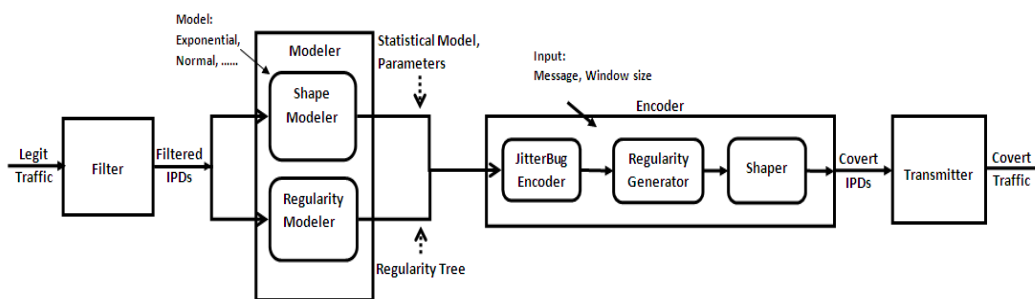 Model:
Exponential,
Normal, ......
Modeler
Shape
Modeler
Regularity
Modeler
Legit
Traffic
Filter
Filtered
IPDs
Statistical Model,
Parameters
Regularity Tree
Input:
Message, Window size
Encoder
JitterBug
Encoder
Regularity
Generator
Shaper
Covert
IPDs
Transmitter
Covert
Traffic